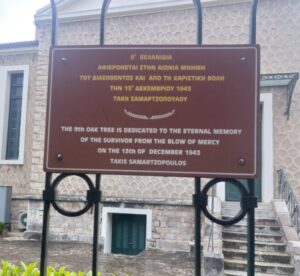 9η ΒΕΛΑΝΙΔΙΑ
ΑΦΙΕΡΩΝΕΤΑΙ ΣΤΗΝ ΑΙΩΝΙΑ ΜΝΗΜΗ
ΤΟΥ ΔΙΑΣΩΘΕΝΤΟΣ ΚΑΙ ΑΠΟ ΤΗ ΧΑΡΙΣΤΙΚΗ ΒΟΛΗ
ΤΗΝ 13η ΔΕΚΕΜΒΡΙΟΥ 1943
ΤΑΚΗ ΣΑΜΑΡΤΖΟΠΟΥΛΟΥ
THE 9th OAK TREE IS DEDICATED TO THE ETERNAL MEMORY
OF THE SURVIVOR FROM THE BLOW OF MERCY
ON THE 13th OF DECEMBER 1943
TAKIS SAMARTZOPOULOS